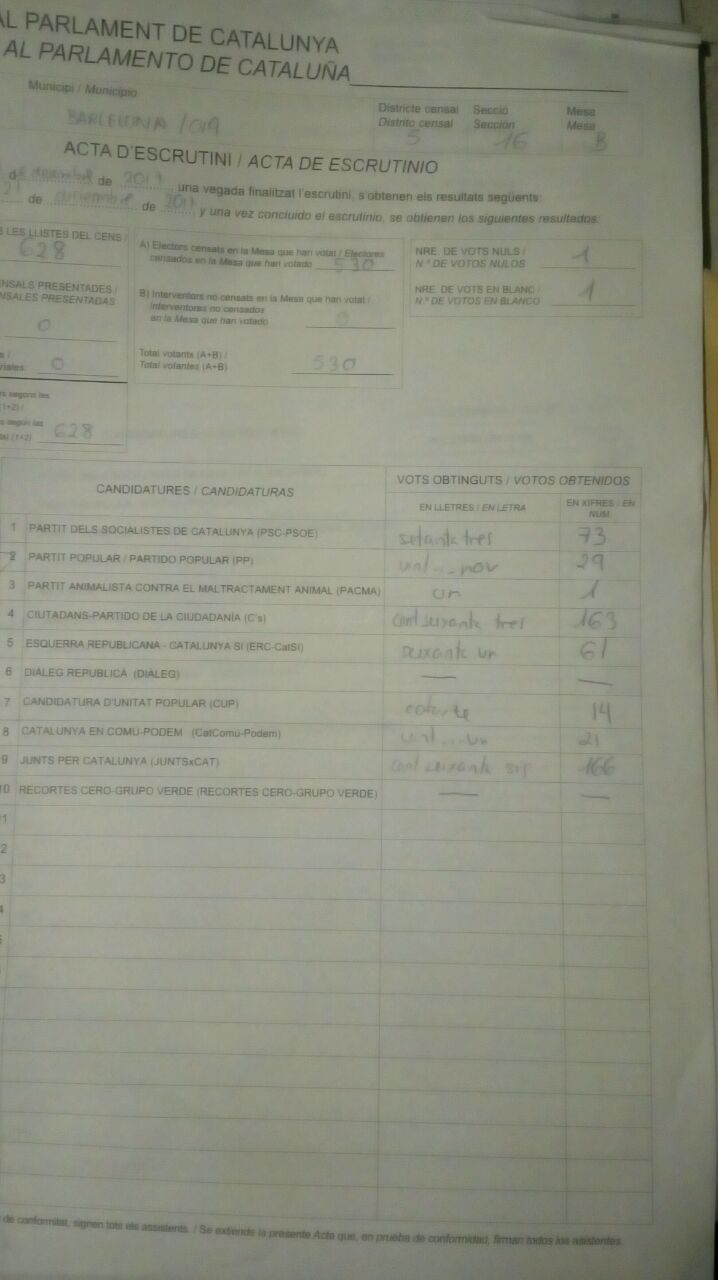 AL PARLAMENT DE CATALUNYA
AL PARLAMENTO DE CATALUÑA
Municipi / Municipio
BARCELONA / 019
Districte censal Secció Mesa
Distrito censal Sección Mesa
5 16 B
ACTA D'ESCRUTINI / ACTA DE ESCRUTINIO
de desembre de 2017 una vegada finalitzat l'escrutini, s'obtenen els resultats següents:
21 de diciembre de 2017 y una vez concluido el escrutinio, se obtienen los siguientes resultados:
LES LLISTES DEL CENS /
628
ENSALS PRESENTADES /
NSALES PRESENTADAS
0
riales: 0
segons les
(1+2) /
según las
tal (1+2) 628
A) Electors censats en la Mesa que han votat / Electores
censados en la Mesa que han votado 530
B) Interventors no censats en la Mesa que han votat /
Interventores no censados
en la Mesa que han votado 0
Total votants (A+B) /
Total votantes (A+B) 530
NRE. DE VOTS NULS /
N.º DE VOTOS NULOS 1
NRE. DE VOTS EN BLANC /
N.º DE VOTOS EN BLANCO 1
CANDIDATURES / CANDIDATURAS
VOTS OBTINGUTS / VOTOS OBTENIDOS
EN LLETRES / EN LETRA
EN XIFRES / EN
NUM.
1 PARTIT DELS SOCIALISTES DE CATALUNYA (PSC-PSOE) setanta tres 73
2 PARTIT POPULAR / PARTIDO POPULAR (PP) vint...nov 29
3 PARTIT ANIMALISTA CONTRA EL MALTRACTAMENT ANIMAL (PACMA) un 1
4 CIUTADANS-PARTIDO DE LA CIUDADANÍA (C's) cent seixanta tres 163
5 ESQUERRA REPUBLICANA - CATALUNYA SÍ (ERC-CatSí) seixanta un 61
6 DIÀLEG REPUBLICÀ (DIÀLEG) — —
7 CANDIDATURA D'UNITAT POPULAR (CUP) catorze 14
8 CATALUNYA EN COMÚ-PODEM (CatComú-Podem) vint...un 21
9 JUNTS PER CATALUNYA (JUNTSxCAT) cent seixanta sis 166
10 RECORTES CERO-GRUPO VERDE (RECORTES CERO-GRUPO VERDE) — —
1
2
3
4
de conformitat, signen tots els assistents. / Se extiende la presente Acta que, en prueba de conformidad, firman todos los asistentes.